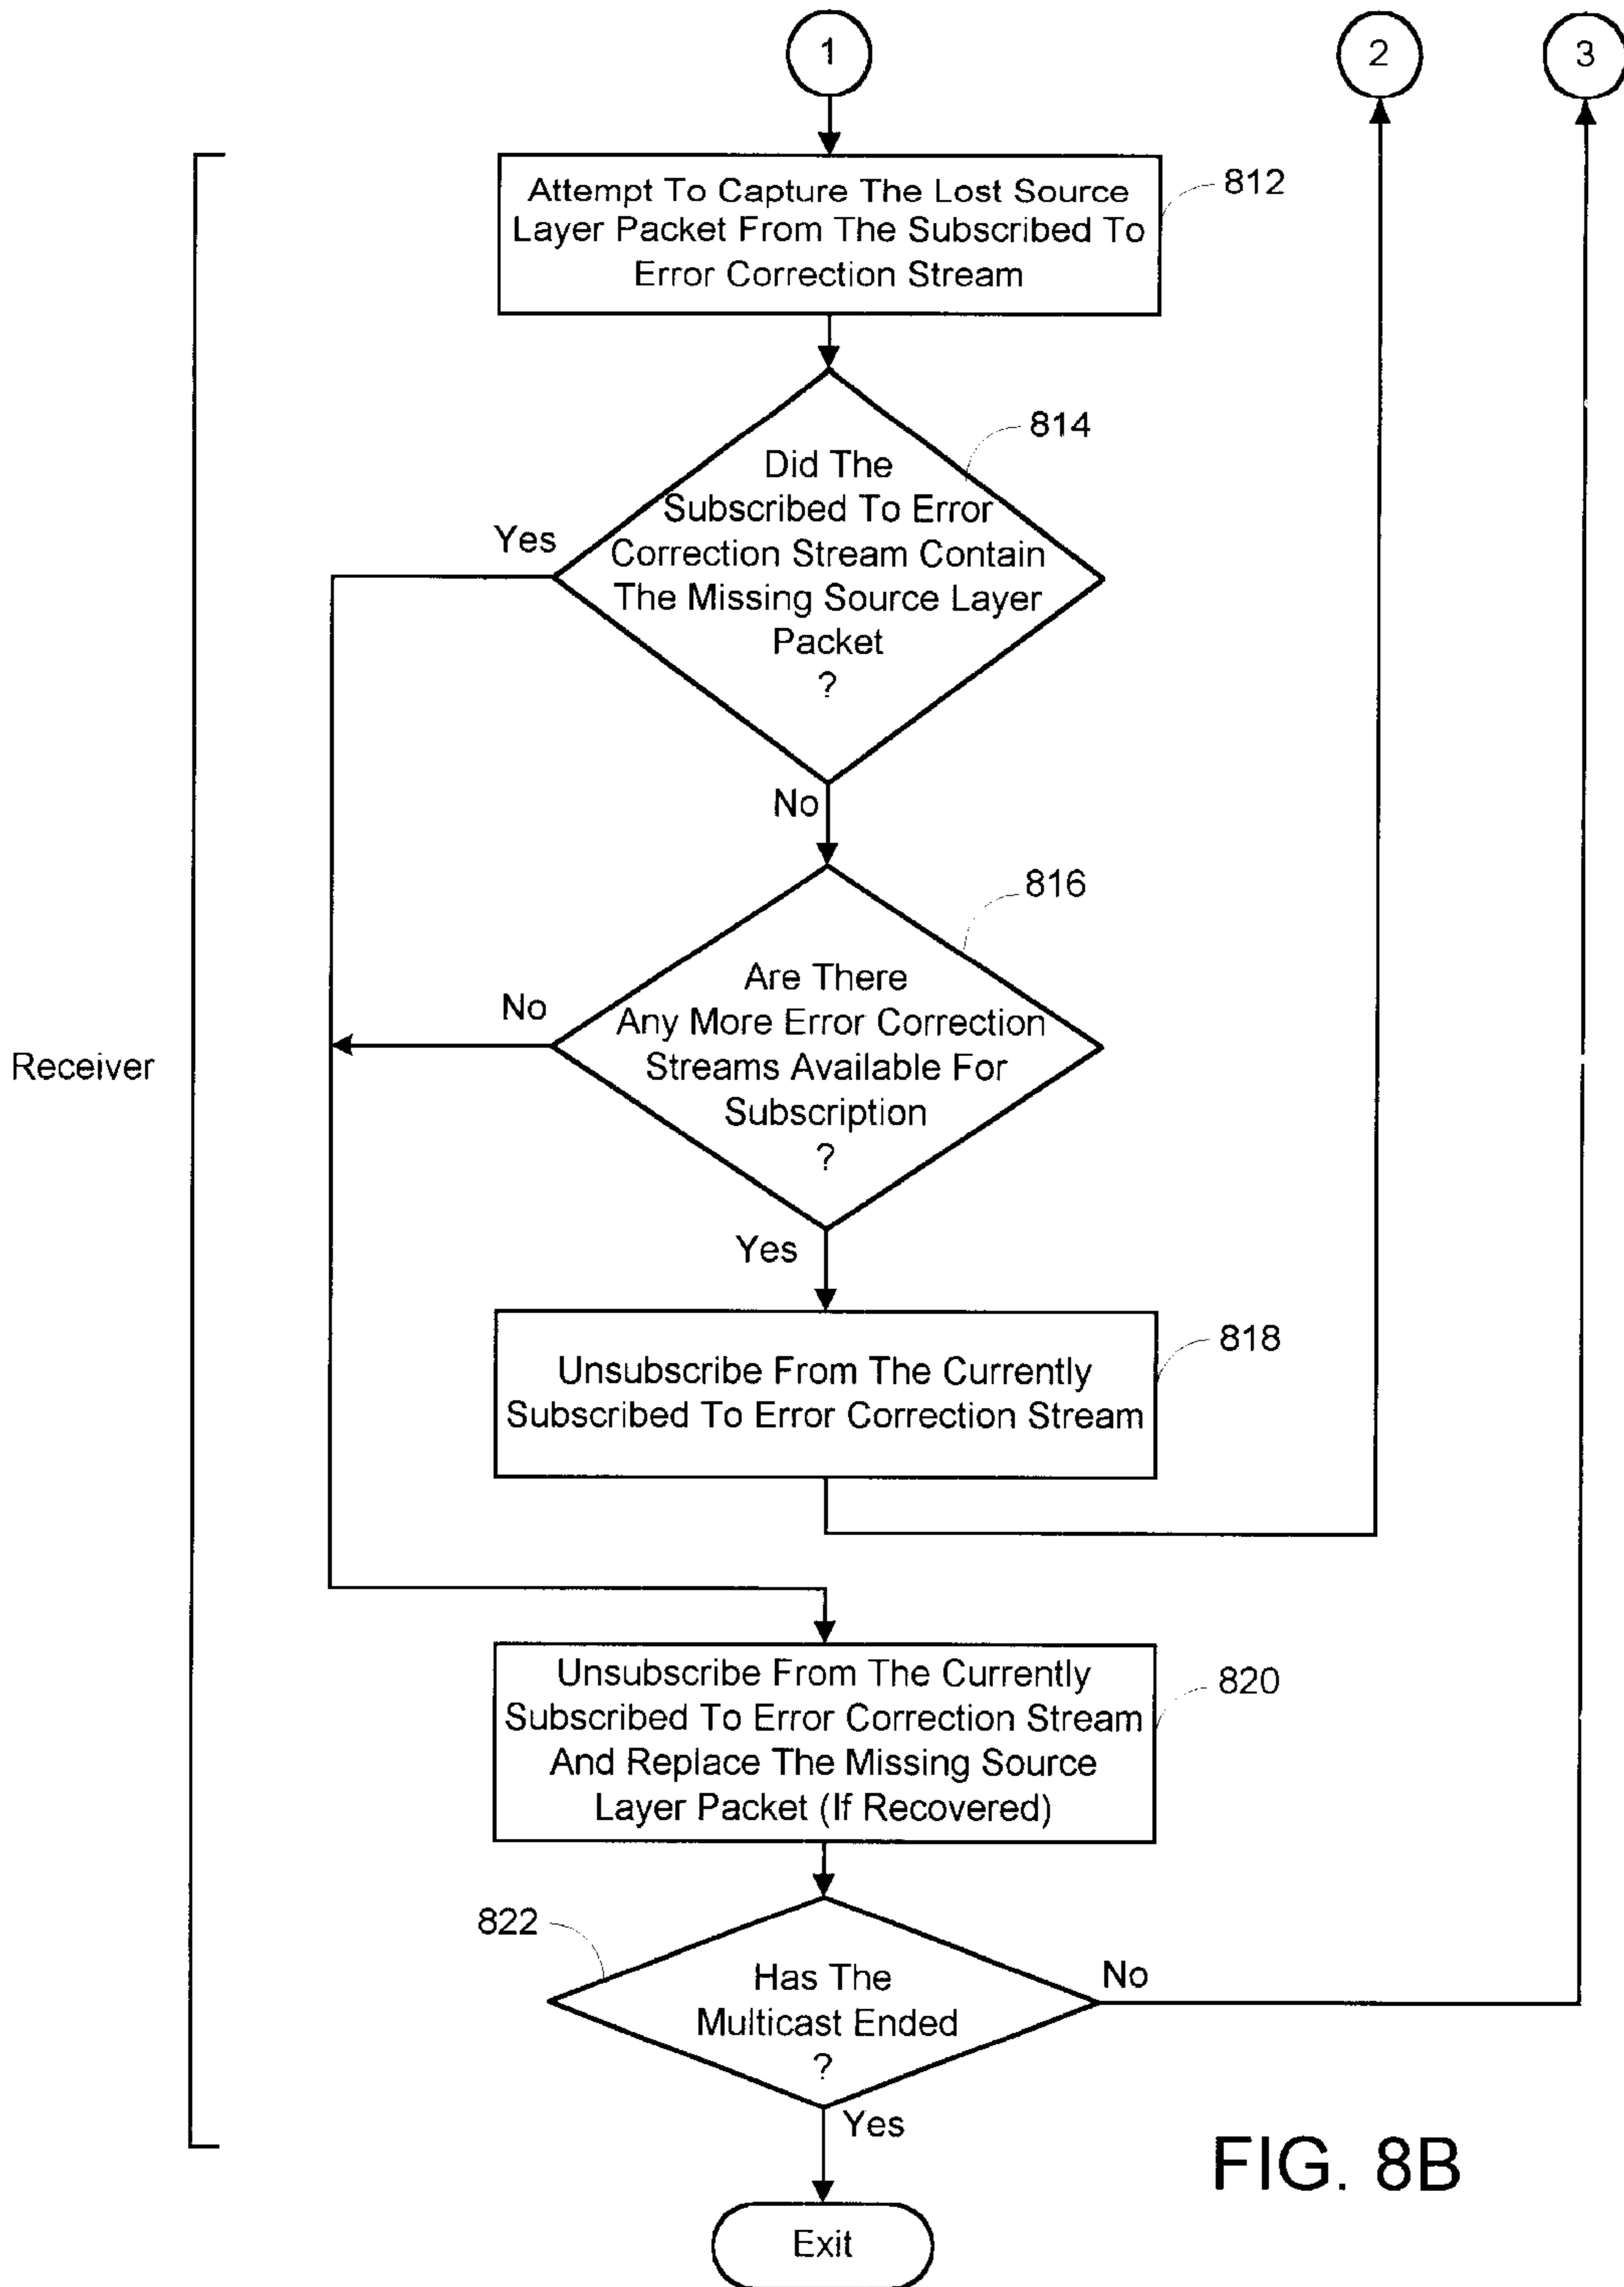 1
2
3
Attempt To Capture The Lost Source
Layer Packet From The Subscribed To
Error Correction Stream
812
814
Did The
Subscribed To Error
Correction Stream Contain
The Missing Source Layer
Packet
?
Yes
No
816
Are There
Any More Error Correction
Streams Available For
Subscription
?
No
Receiver
Yes
818
Unsubscribe From The Currently
Subscribed To Error Correction Stream
Unsubscribe From The Currently
Subscribed To Error Correction Stream
And Replace The Missing Source
Layer Packet (If Recovered)
820
822
Has The
Multicast Ended
?
No
Yes
Exit
FIG. 8B